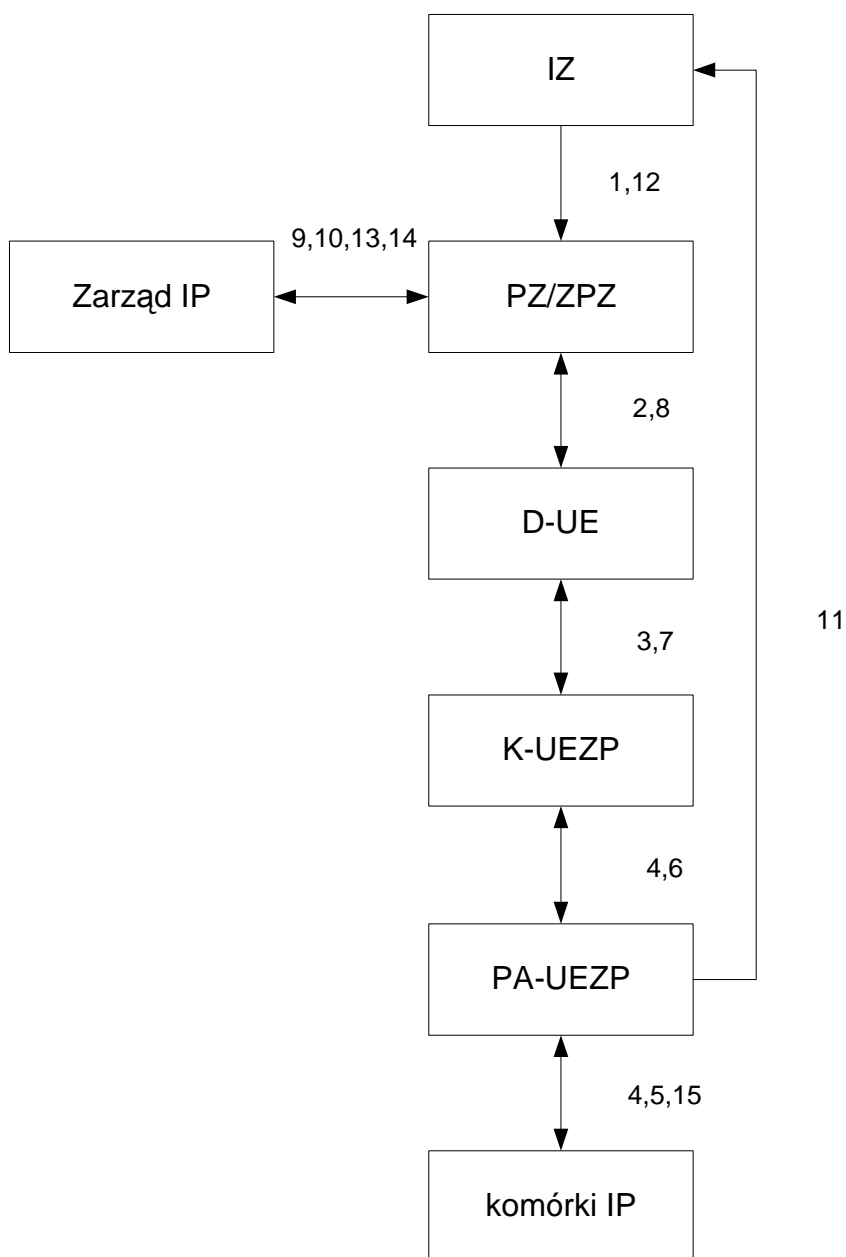 IZ
1,12
9,10,13,14
Zarząd IP
PZ/ZPZ
2,8
D-UE
11
3,7
K-UEZP
4,6
PA-UEZP
4,5,15
komórki IP